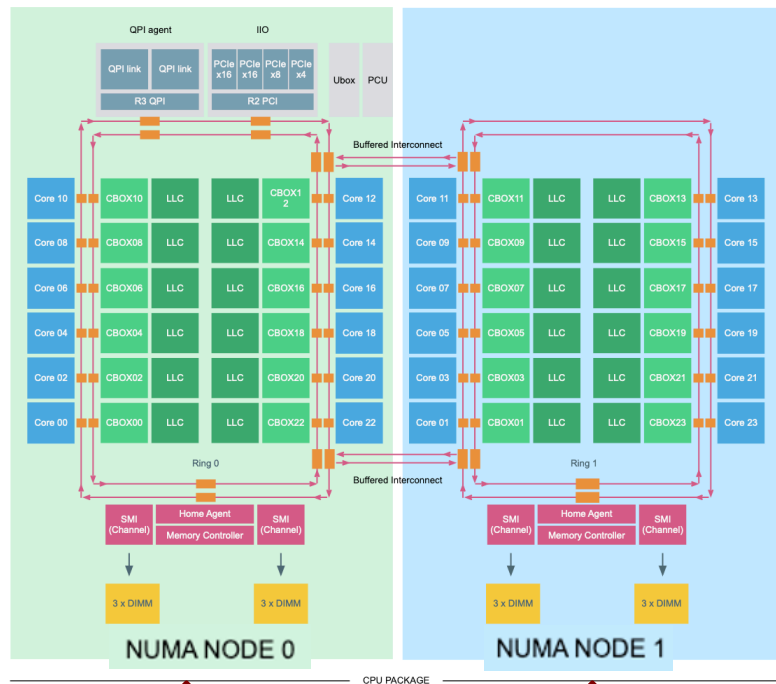 QPI agent IIO
QPI link QPI link PCIe x16 PCIe x16 PCIe x8 PCIe x4 Ubox PCU
R3 QPI R2 PCI
Buffered Interconnect
Core 10 CBOX10 LLC LLC CBOX12 Core 12 Core 11 CBOX11 LLC LLC CBOX13 Core 13
Core 08 CBOX08 LLC LLC CBOX14 Core 14 Core 09 CBOX09 LLC LLC CBOX15 Core 15
Core 06 CBOX06 LLC LLC CBOX16 Core 16 Core 07 CBOX07 LLC LLC CBOX17 Core 17
Core 04 CBOX04 LLC LLC CBOX18 Core 18 Core 05 CBOX05 LLC LLC CBOX19 Core 19
Core 02 CBOX02 LLC LLC CBOX20 Core 20 Core 03 CBOX03 LLC LLC CBOX21 Core 21
Core 00 CBOX00 LLC LLC CBOX22 Core 22 Core 01 CBOX01 LLC LLC CBOX23 Core 23
Ring 0 Ring 1
Buffered Interconnect
SMI (Channel) Home Agent SMI (Channel) SMI (Channel) Home Agent SMI (Channel)
Memory Controller Memory Controller
3 x DIMM 3 x DIMM 3 x DIMM 3 x DIMM
NUMA NODE 0 NUMA NODE 1
CPU PACKAGE